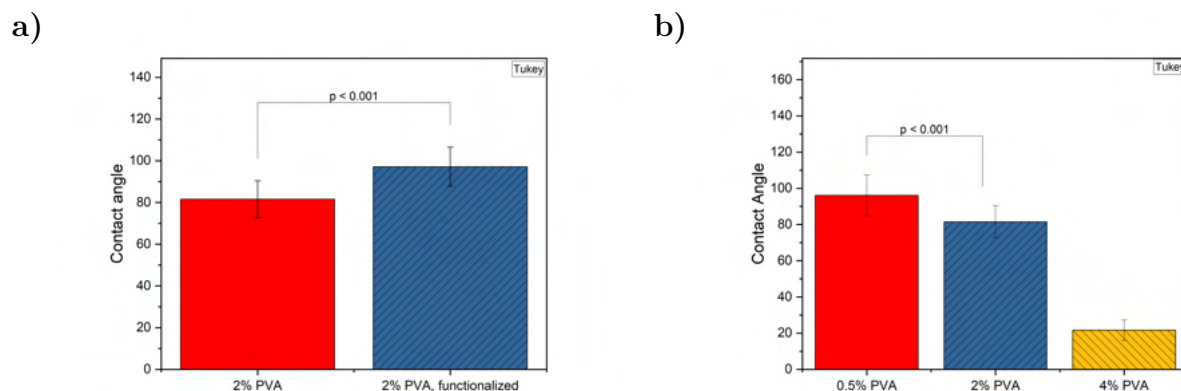 a)
Tukey
p < 0.001
140
120
100
80
60
40
20
0
Contact angle
2% PVA
2% PVA, functionalized
b)
Tukey
p < 0.001
160
140
120
100
80
60
40
20
0
Contact Angle
0.5% PVA
2% PVA
4% PVA